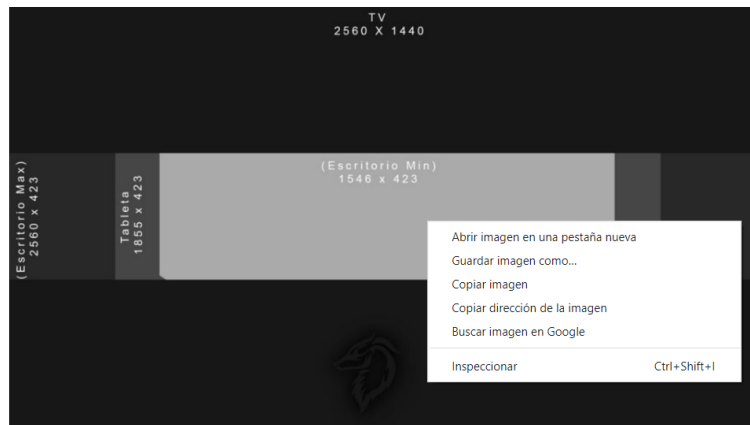 TV
2560 X 1440
(Escritorio Max)
2560 x 423
Tableta
1855 x 423
(Escritorio Min)
1546 x 423
Abrir imagen en una pestaña nueva
Guardar imagen como...
Copiar imagen
Copiar dirección de la imagen
Buscar imagen en Google
Inspeccionar Ctrl+Shift+I